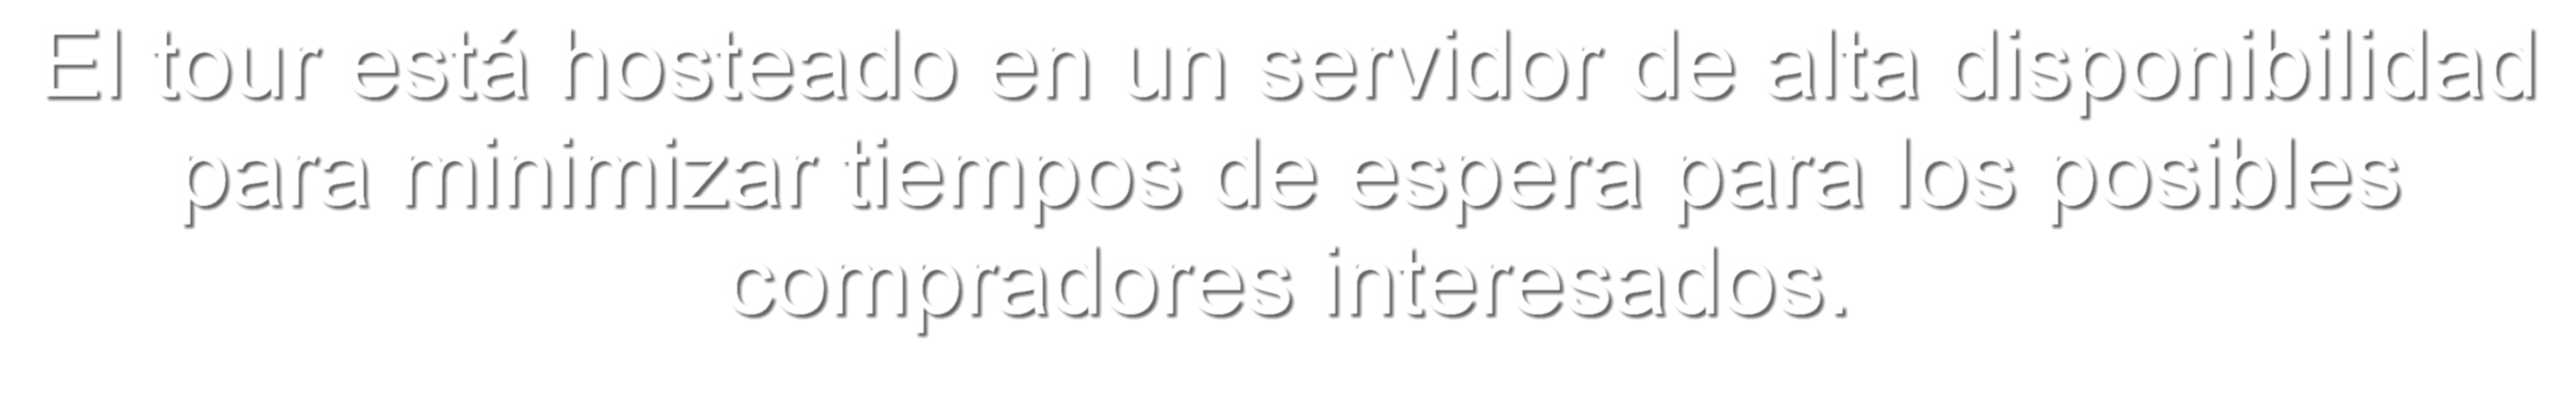 El tour está hosteado en un servidor de alta disponibilidad
para minimizar tiempos de espera para los posibles
compradores interesados.